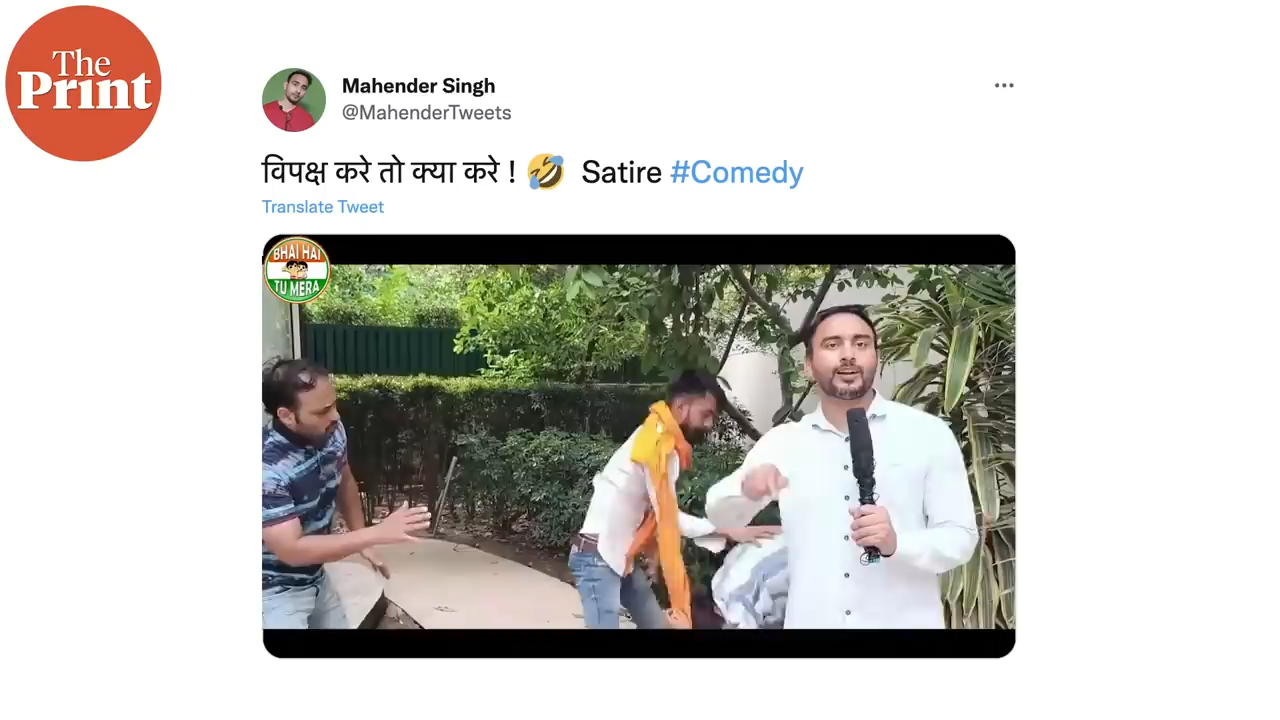 The
Print
Mahender Singh
@MahenderTweets
विपक्ष करे तो क्या करे ! 🤣 Satire #Comedy
Translate Tweet
BHAI HAI
TU MERA